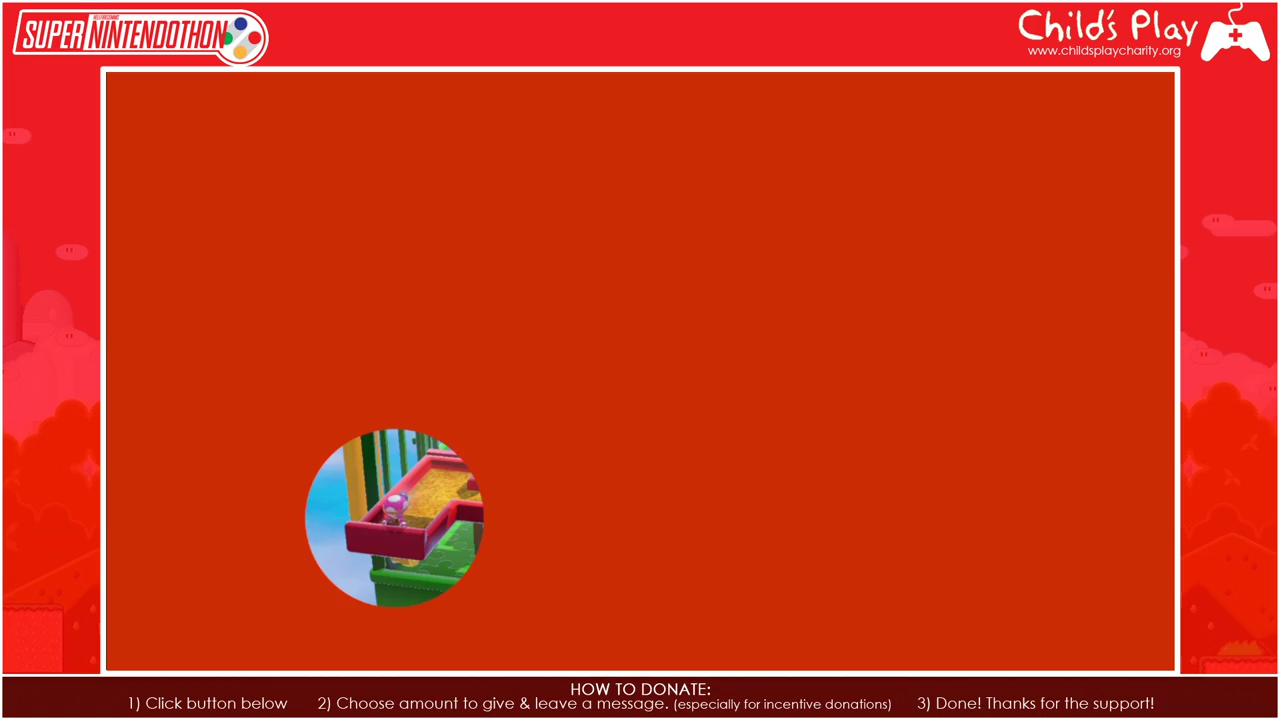 SUPER NINTENDOTHON
Child's Play
www.childsplaycharity.org
HOW TO DONATE:
1) Click button below 2) Choose amount to give & leave a message. (especially for incentive donations) 3) Done! Thanks for the support!